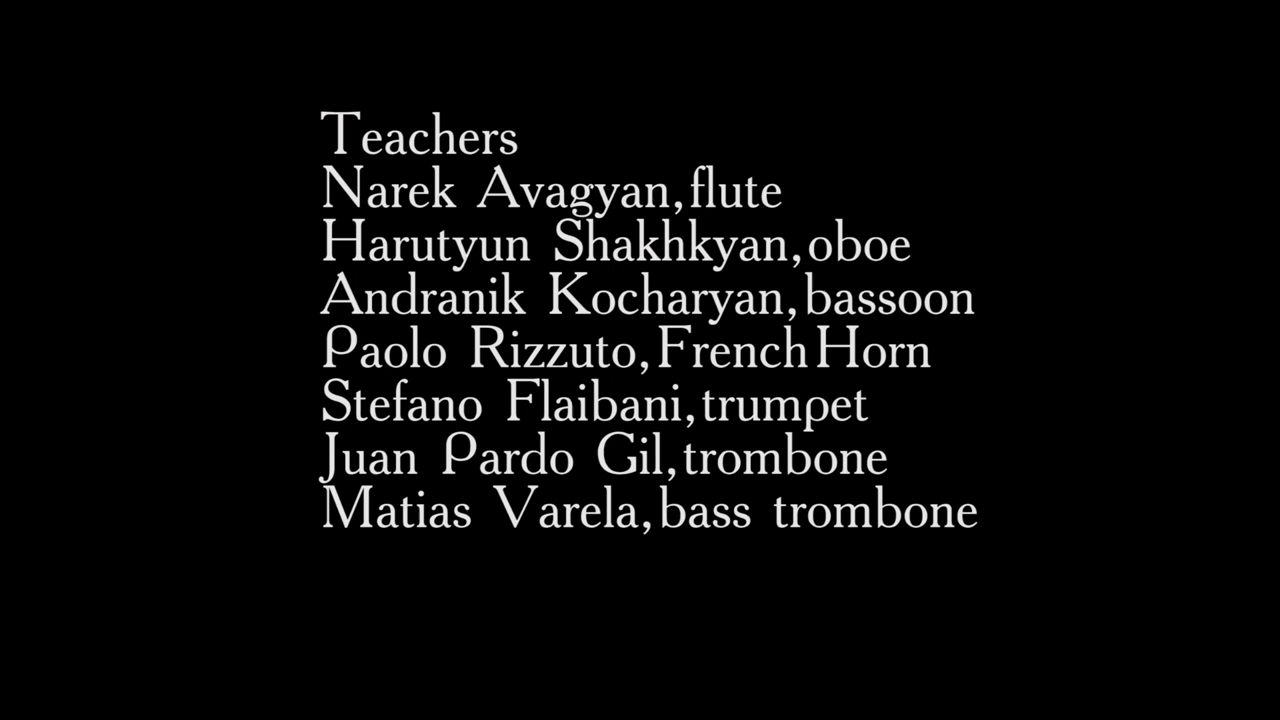 Teachers
Narek Avagyan, flute
Harutyun Shakhkyan, oboe
Andranik Kocharyan, bassoon
Paolo Rizzuto, French Horn
Stefano Flaibani, trumpet
Juan Pardo Gil, trombone
Matias Varela, bass trombone